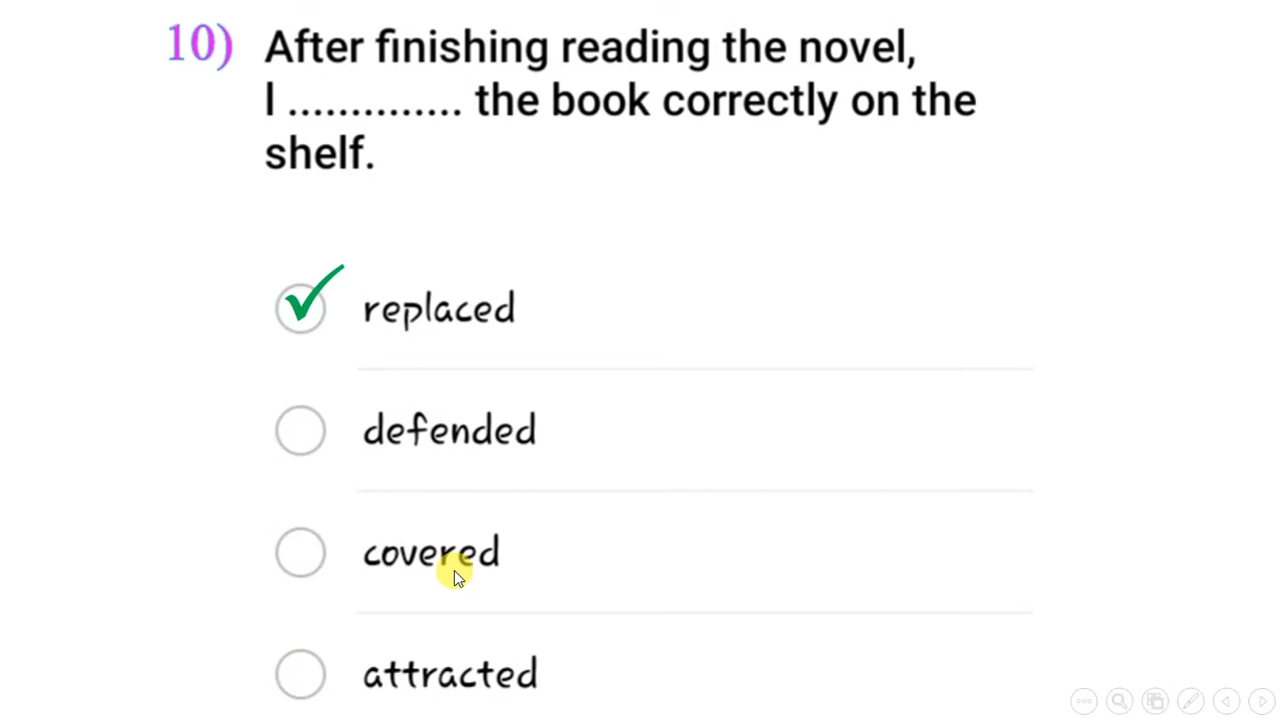 10) After finishing reading the novel,
I .............. the book correctly on the
shelf.
replaced
defended
covered
attracted